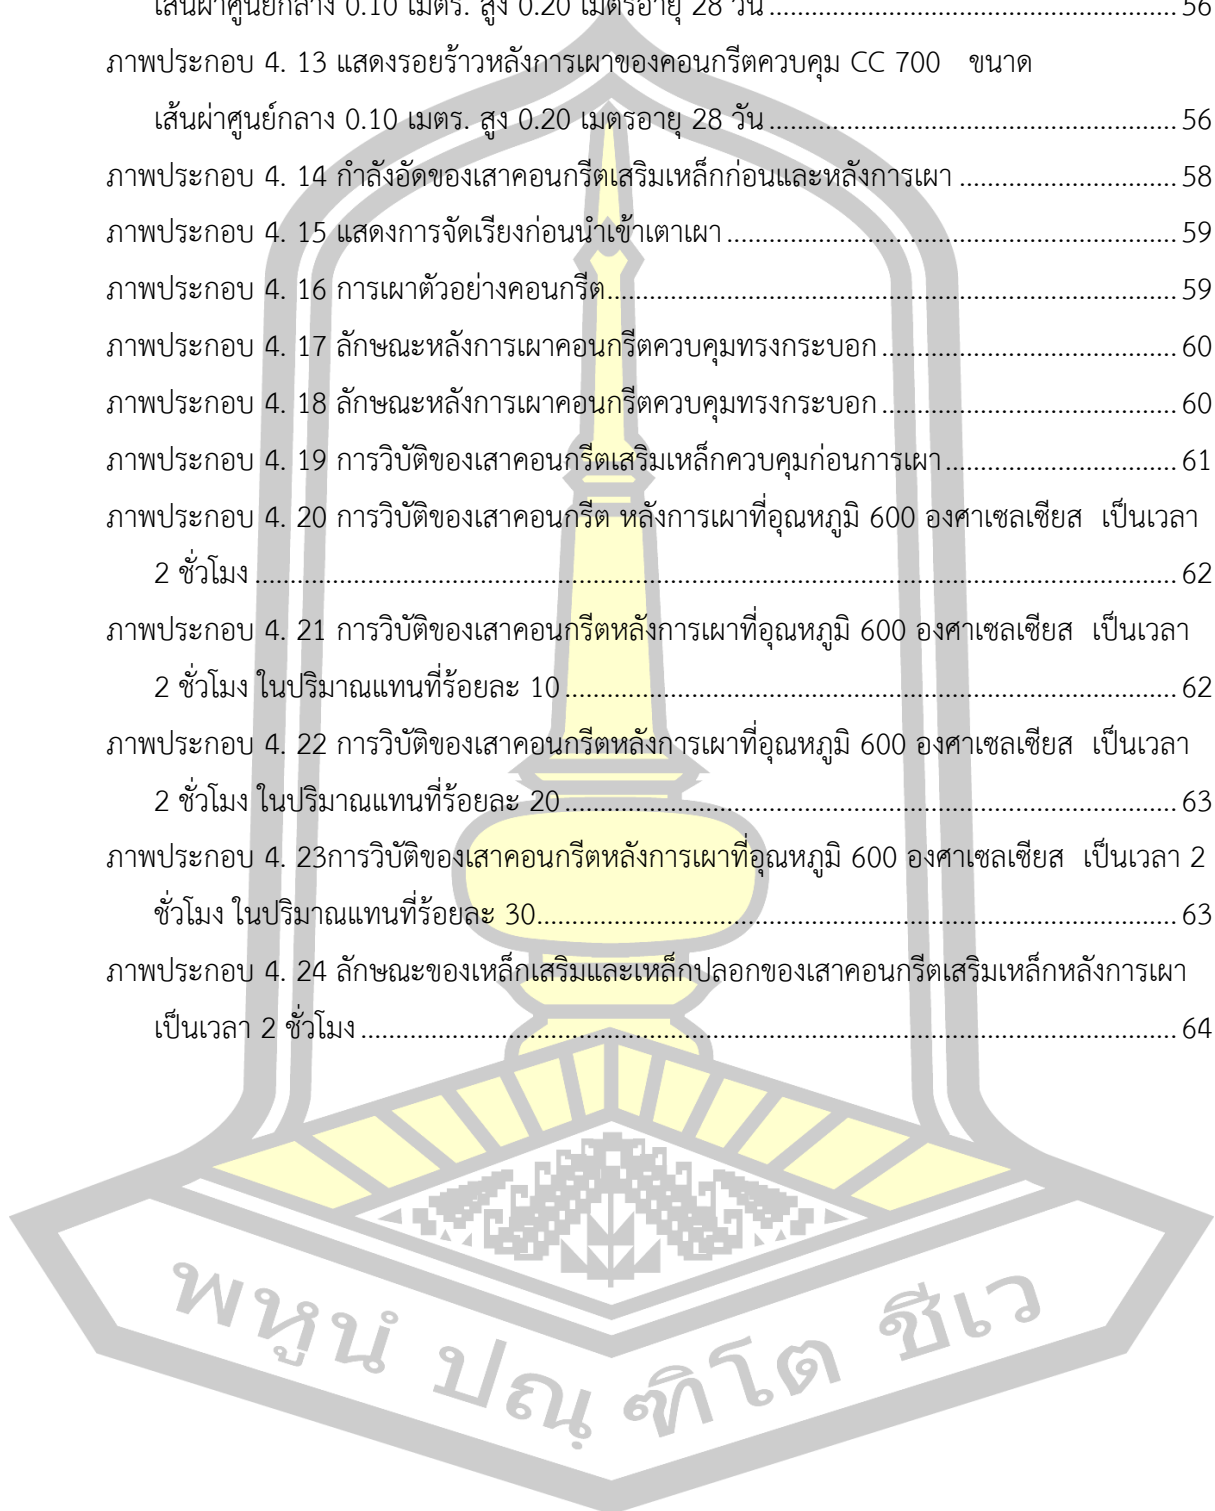 เส้นผ่าศูนย์กลาง 0.10 เมตร. สูง 0.20 เมตรอายุ 28 วัน ........ 56
ภาพประกอบ 4. 13 แสดงรอยร้าวหลังการเผาของคอนกรีตควบคุม CC 700 ขนาด
เส้นผ่าศูนย์กลาง 0.10 เมตร. สูง 0.20 เมตรอายุ 28 วัน ........ 56
ภาพประกอบ 4. 14 กำลังอัดของเสาคอนกรีตเสริมเหล็กก่อนและหลังการเผา ........ 58
ภาพประกอบ 4. 15 แสดงการจัดเรียงก่อนนำเข้าเตาเผา ........ 59
ภาพประกอบ 4. 16 การเผาตัวอย่างคอนกรีต ........ 59
ภาพประกอบ 4. 17 ลักษณะหลังการเผาคอนกรีตควบคุมทรงกระบอก ........ 60
ภาพประกอบ 4. 18 ลักษณะหลังการเผาคอนกรีตควบคุมทรงกระบอก ........ 60
ภาพประกอบ 4. 19 การวิบัติของเสาคอนกรีตเสริมเหล็กควบคุมก่อนการเผา ........ 61
ภาพประกอบ 4. 20 การวิบัติของเสาคอนกรีต หลังการเผาที่อุณหภูมิ 600 องศาเซลเซียส เป็นเวลา
2 ชั่วโมง ........ 62
ภาพประกอบ 4. 21 การวิบัติของเสาคอนกรีตหลังการเผาที่อุณหภูมิ 600 องศาเซลเซียส เป็นเวลา
2 ชั่วโมง ในปริมาณแทนที่ร้อยละ 10 ........ 62
ภาพประกอบ 4. 22 การวิบัติของเสาคอนกรีตหลังการเผาที่อุณหภูมิ 600 องศาเซลเซียส เป็นเวลา
2 ชั่วโมง ในปริมาณแทนที่ร้อยละ 20 ........ 63
ภาพประกอบ 4. 23การวิบัติของเสาคอนกรีตหลังการเผาที่อุณหภูมิ 600 องศาเซลเซียส เป็นเวลา 2
ชั่วโมง ในปริมาณแทนที่ร้อยละ 30 ........ 63
ภาพประกอบ 4. 24 ลักษณะของเหล็กเสริมและเหล็กปลอกของเสาคอนกรีตเสริมเหล็กหลังการเผา
เป็นเวลา 2 ชั่วโมง ........ 64
พหูนํ ปณฺฑิโต ชีเว